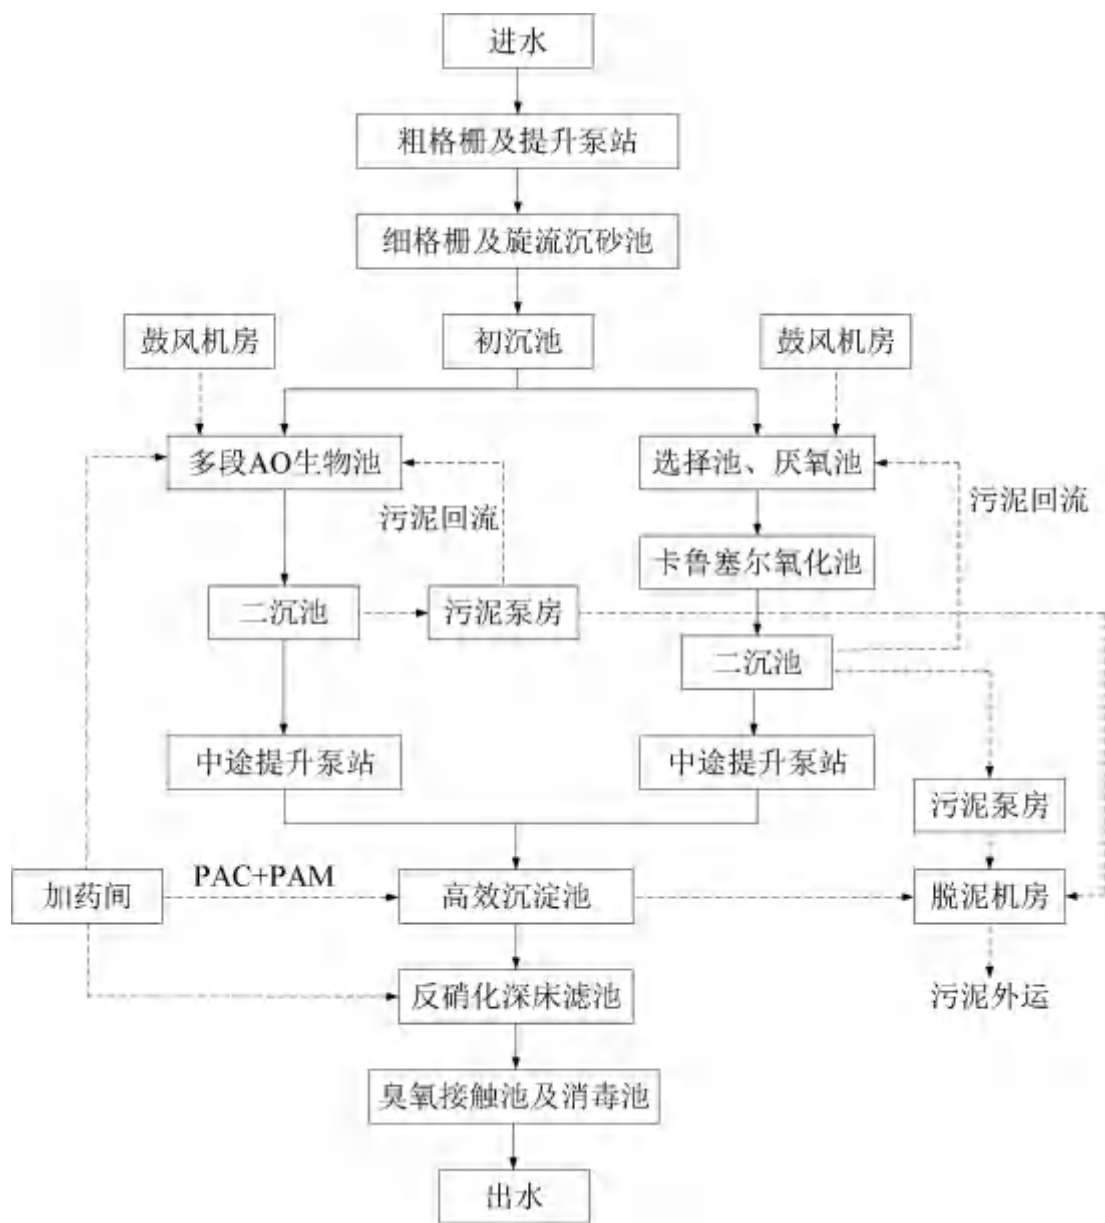 进水
粗格栅及提升泵站
细格栅及旋流沉砂池
鼓风机房
初沉池
鼓风机房
多段AO生物池
选择池、厌氧池
污泥回流
污泥回流
卡鲁塞尔氧化池
二沉池
污泥泵房
二沉池
中途提升泵站
中途提升泵站
污泥泵房
PAC+PAM
加药间
高效沉淀池
脱泥机房
反硝化深床滤池
污泥外运
臭氧接触池及消毒池
出水